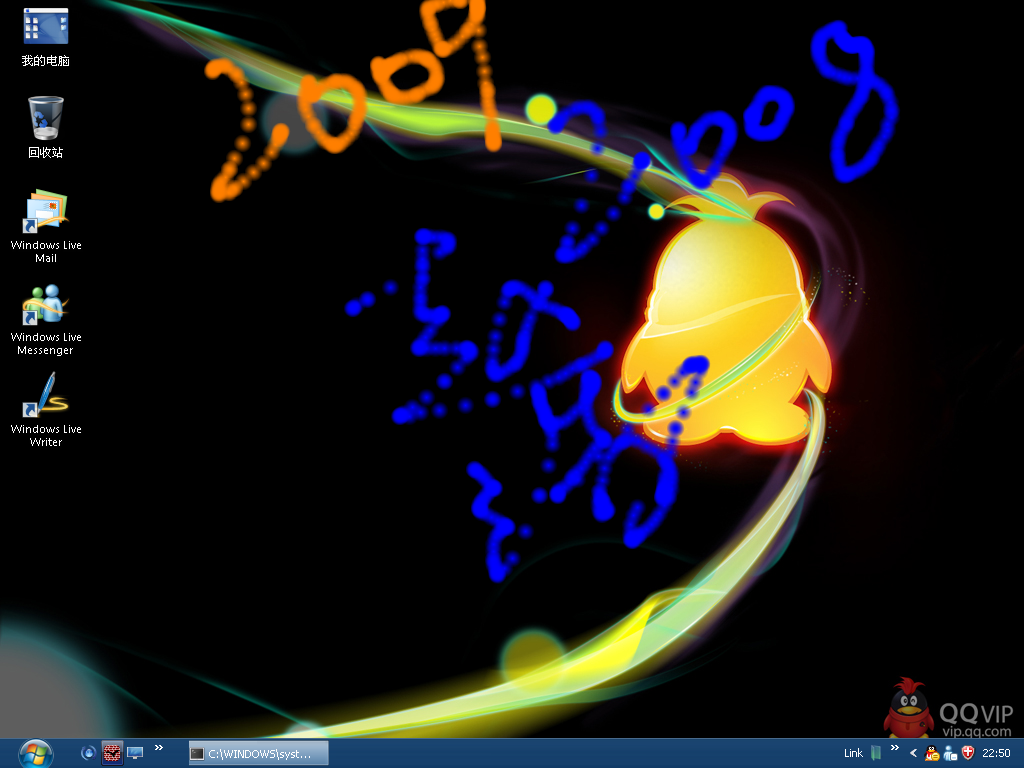 我的电脑
回收站
Windows Live
Mail
Windows Live
Messenger
Windows Live
Writer
2009
2008
QQVIP
vip.qq.com
C:\WINDOWS\syst...
Link
22:50